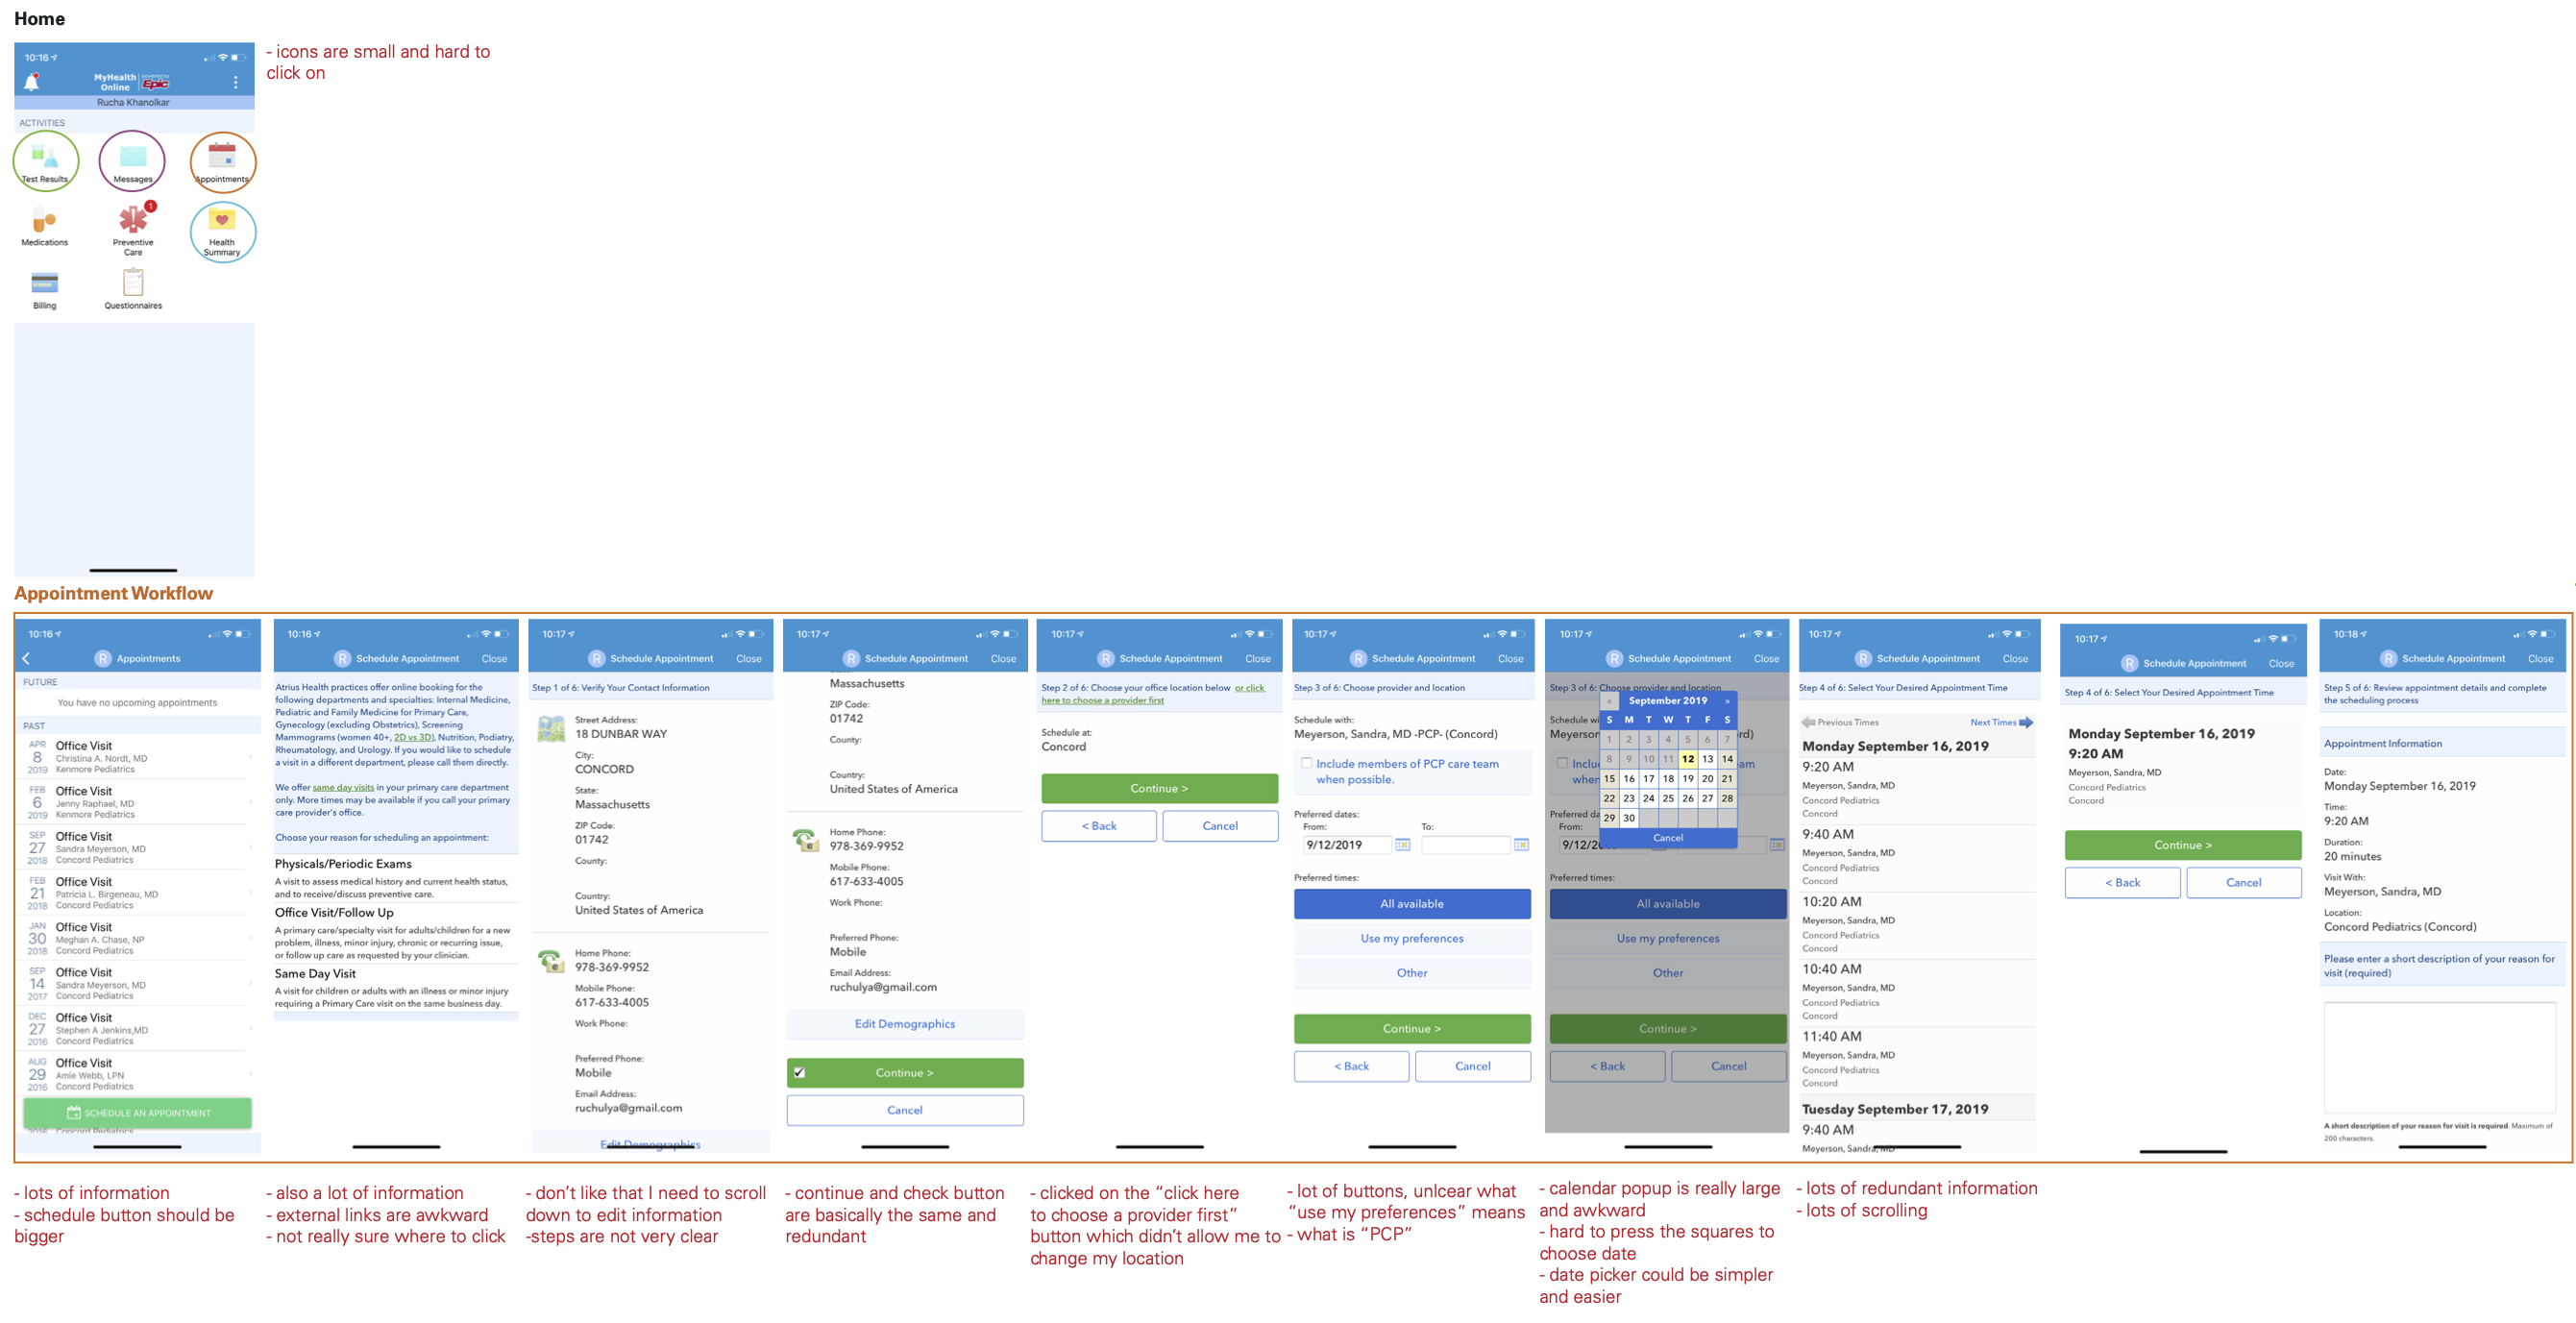 Home
10:16
MyHealth Online powered by Epic
Rucha Khanolkar
ACTIVITIES
Test Results
Messages
Appointments
Medications
1
Preventive
Care
Health
Summary
Billing
Questionnaires
- icons are small and hard to
click on
Appointment Workflow
10:16
R Appointments
FUTURE
You have no upcoming appointments
PAST
APR
8
2019
Office Visit
Christina A. Nordt, MD
Kenmore Pediatrics
FEB
6
2019
Office Visit
Jenny Raphael, MD
Kenmore Pediatrics
SEP
27
2018
Office Visit
Sandra Meyerson, MD
Concord Pediatrics
FEB
21
2018
Office Visit
Patricia L. Birgeneau, MD
Concord Pediatrics
JAN
30
2018
Office Visit
Meghan A. Chase, NP
Concord Pediatrics
SEP
14
2017
Office Visit
Sandra Meyerson, MD
Concord Pediatrics
DEC
27
2016
Office Visit
Stephen A Jenkins,MD
Concord Pediatrics
AUG
29
2016
Office Visit
Amie Webb, LPN
Concord Pediatrics
SCHEDULE AN APPOINTMENT
2016 Concord Pediatrics
- lots of information
- schedule button should be
bigger
10:16
R Schedule Appointment Close
Atrius Health practices offer online booking for the
following departments and specialties: Internal Medicine,
Pediatric and Family Medicine for Primary Care,
Gynecology (excluding Obstetrics), Screening
Mammograms (women 40+, 2D vs 3D), Nutrition, Podiatry,
Rheumatology, and Urology. If you would like to schedule
a visit in a different department, please call them directly.
We offer same day visits in your primary care department
only. More times may be available if you call your primary
care provider's office.
Choose your reason for scheduling an appointment:
Physicals/Periodic Exams
A visit to assess medical history and current health status,
and to receive/discuss preventive care.
Office Visit/Follow Up
A primary care/specialty visit for adults/children for a new
problem, illness, minor injury, chronic or recurring issue,
or follow up care as requested by your clinician.
Same Day Visit
A visit for children or adults with an illness or minor injury
requiring a Primary Care visit on the same business day.
- also a lot of information
- external links are awkward
- not really sure where to click
10:17
R Schedule Appointment Close
Step 1 of 6: Verify Your Contact Information
Street Address:
18 DUNBAR WAY
City:
CONCORD
State:
Massachusetts
ZIP Code:
01742
County:
Country:
United States of America
Home Phone:
978-369-9952
Mobile Phone:
617-633-4005
Work Phone:
Preferred Phone:
Mobile
Email Address:
ruchulya@gmail.com
Edit Demographics
- don't like that I need to scroll
down to edit information
-steps are not very clear
10:17
R Schedule Appointment Close
Massachusetts
ZIP Code:
01742
County:
Country:
United States of America
Home Phone:
978-369-9952
Mobile Phone:
617-633-4005
Work Phone:
Preferred Phone:
Mobile
Email Address:
ruchulya@gmail.com
Edit Demographics
Continue >
Cancel
- continue and check button
are basically the same and
redundant
10:17
R Schedule Appointment Close
Step 2 of 6: Choose your office location below or click
here to choose a provider first
Schedule at:
Concord
Continue >
< Back Cancel
- clicked on the “click here
to choose a provider first”
button which didn't allow me to
change my location
10:17
R Schedule Appointment Close
Step 3 of 6: Choose provider and location
Schedule with:
Meyerson, Sandra, MD -PCP- (Concord)
Include members of PCP care team
when possible.
Preferred dates:
From: To:
9/12/2019
Preferred times:
All available
Use my preferences
Other
Continue >
< Back Cancel
- lot of buttons, unlcear what
“use my preferences” means
- what is “PCP”
10:17
R Schedule Appointment Close
Step 3 of 6: Choose provider and location
Schedule wi
Meyerson rd)
Inclu am
when
Preferred da
From:
9/12/20
« September 2019 »
S M T W T F S
1 2 3 4 5 6 7
8 9 10 11 12 13 14
15 16 17 18 19 20 21
22 23 24 25 26 27 28
29 30
Cancel
Preferred times:
All available
Use my preferences
Other
Continue >
< Back Cancel
- calendar popup is really large
and awkward
- hard to press the squares to
choose date
- date picker could be simpler
and easier
10:17
R Schedule Appointment Close
Step 4 of 6: Select Your Desired Appointment Time
Previous Times Next Times
Monday September 16, 2019
9:20 AM
Meyerson, Sandra, MD
Concord Pediatrics
Concord
9:40 AM
Meyerson, Sandra, MD
Concord Pediatrics
Concord
10:20 AM
Meyerson, Sandra, MD
Concord Pediatrics
Concord
10:40 AM
Meyerson, Sandra, MD
Concord Pediatrics
Concord
11:40 AM
Meyerson, Sandra, MD
Concord Pediatrics
Concord
Tuesday September 17, 2019
9:40 AM
Meyerson, Sandra, MD
- lots of redundant information
- lots of scrolling
10:17
R Schedule Appointment Close
Step 4 of 6: Select Your Desired Appointment Time
Monday September 16, 2019
9:20 AM
Meyerson, Sandra, MD
Concord Pediatrics
Concord
Continue >
< Back Cancel
10:18
R Schedule Appointment Close
Step 5 of 6: Review appointment details and complete
the scheduling process
Appointment Information
Date:
Monday September 16, 2019
Time:
9:20 AM
Duration:
20 minutes
Visit With:
Meyerson, Sandra, MD
Location:
Concord Pediatrics (Concord)
Please enter a short description of your reason for
visit (required)
A short description of your reason for visit is required. Maximum of
200 characters.